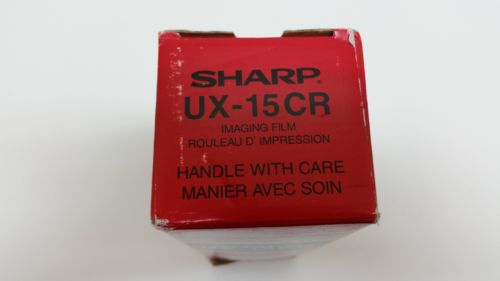 SHARP
UX-15CR
IMAGING FILM
ROULEAU D' IMPRESSION
HANDLE WITH CARE
MANIER AVEC SOIN